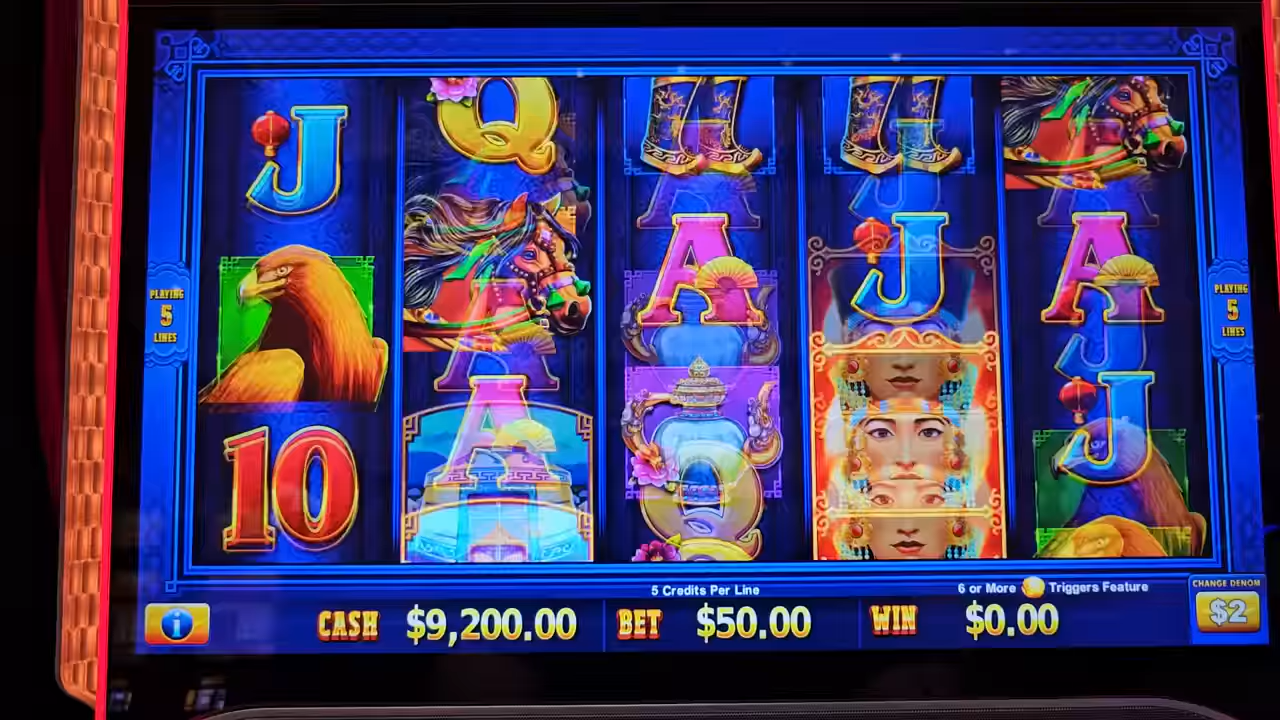 J
Q
A
J
A
A
J
10
Q
PLAYING
5
LINES
PLAYING
5
LINES
5 Credits Per Line
6 or More Triggers Feature
CHANGE DENOM
$2
i
CASH $9,200.00
BET $50.00
WIN $0.00